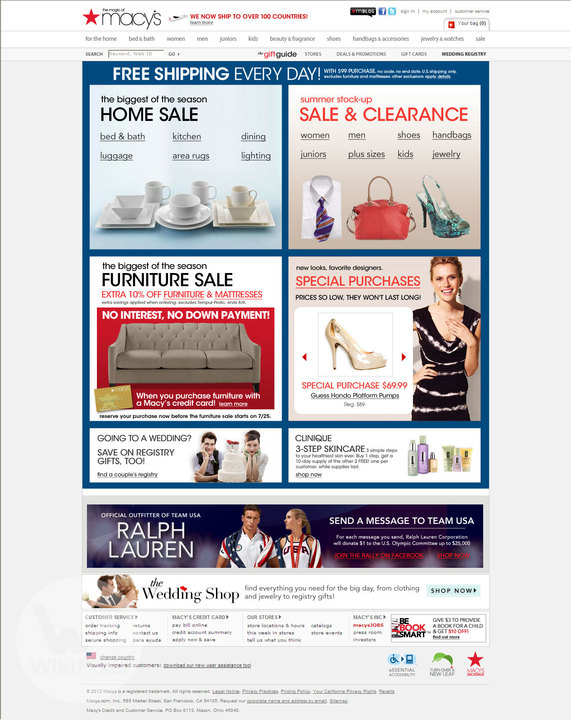 the magic of
macy's
WE NOW SHIP TO OVER 100 COUNTRIES!
learn more
mBLOG
sign in | my account | customer service
Your bag (0)
for the home bed & bath women men juniors kids beauty & fragrance shoes handbags & accessories jewelry & watches sale
SEARCH Keyword, Web ID GO the giftguide STORES DEALS & PROMOTIONS GIFT CARDS WEDDING REGISTRY
FREE SHIPPING EVERY DAY! WITH $99 PURCHASE. no code. no end date. U.S. shipping only.
excludes furniture and mattresses. other exclusions apply. details
the biggest of the season
HOME SALE
bed & bath kitchen dining
luggage area rugs lighting
summer stock-up
SALE & CLEARANCE
women men shoes handbags
juniors plus sizes kids jewelry
the biggest of the season
FURNITURE SALE
EXTRA 10% OFF FURNITURE & MATTRESSES
extra savings applied when ordering. excludes Tempur-Pedic. ends 8/6.
NO INTEREST, NO DOWN PAYMENT!
When you purchase furniture with
a Macy's credit card! learn more
reserve your purchase now before the furniture sale starts on 7/25.
new looks, favorite designers.
SPECIAL PURCHASES
PRICES SO LOW, THEY WON'T LAST LONG!
SPECIAL PURCHASE $69.99
Guess Hondo Platform Pumps
Reg. $89
GOING TO A WEDDING?
SAVE ON REGISTRY
GIFTS, TOO!
find a couple's registry
CLINIQUE
3-STEP SKINCARE 3 simple steps
to your healthiest skin ever. Buy 1 step, get a
10-day supply of the other 2 FREE! one per
customer, while supplies last.
shop now
OFFICIAL OUTFITTER OF TEAM USA
RALPH
LAUREN
SEND A MESSAGE TO TEAM USA
For each message you send, Ralph Lauren Corporation
will donate $1 to the U.S. Olympic Committee up to $25,000
JOIN THE RALLY ON FACEBOOK SHOP NOW
the
Wedding Shop
find everything you need for the big day, from clothing
and jewelry to registry gifts!
SHOP NOW
CUSTOMER SERVICE MACY'S CREDIT CARD OUR STORES MACY'S INC
order tracking returns pay bill online store locations & hours catalogs macysJOBS
shipping info contact us account summary this week in stores store events press room
secure shopping para ayuda apply now & save tell us what you think investors
BE BOOK SMART
GIVE $3 TO PROVIDE
A BOOK FOR A CHILD
& GET $10 OFF!
find out more
change country
Visually impaired customers: download our new user assistance tool
eSSENTIAL
ACCESSIBILITY
TURN OVER A
NEW LEAF
MACY'S
© 2012 Macys is a registered trademark. All rights reserved. Legal Notice Privacy Practices Pricing Policy Your California Privacy Rights Recalls
Macys.com, Inc., 685 Market Street, San Francisco, CA 94105. Request our corporate name and address by email. Sitemap
Macy's Credit and Customer Service, PO Box 8113, Mason, Ohio 45040.